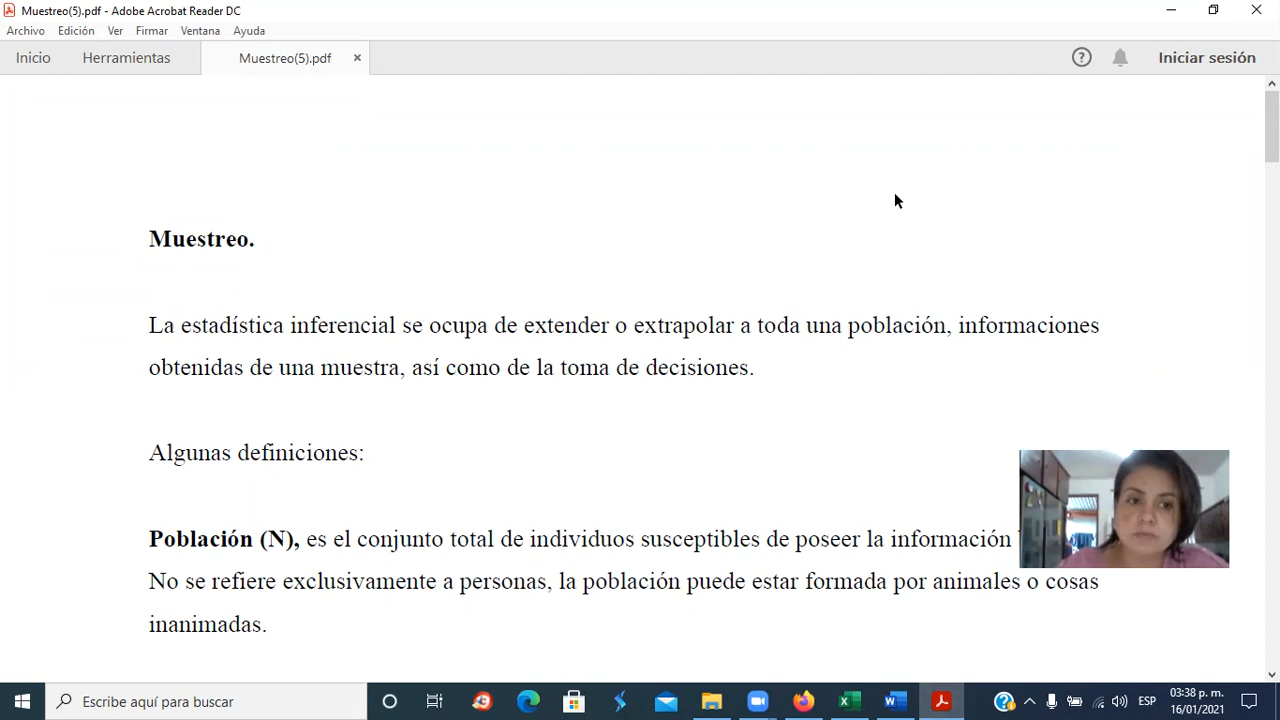 Muestreo(5).pdf - Adobe Acrobat Reader DC
Archivo Edición Ver Firmar Ventana Ayuda
Inicio Herramientas Muestreo(5).pdf × Iniciar sesión
Muestreo.
La estadística inferencial se ocupa de extender o extrapolar a toda una población, informaciones
obtenidas de una muestra, así como de la toma de decisiones.
Algunas definiciones:
Población (N), es el conjunto total de individuos susceptibles de poseer la información
No se refiere exclusivamente a personas, la población puede estar formada por animales o cosas
inanimadas.
Escribe aquí para buscar
ESP
03:38 p. m.
16/01/2021